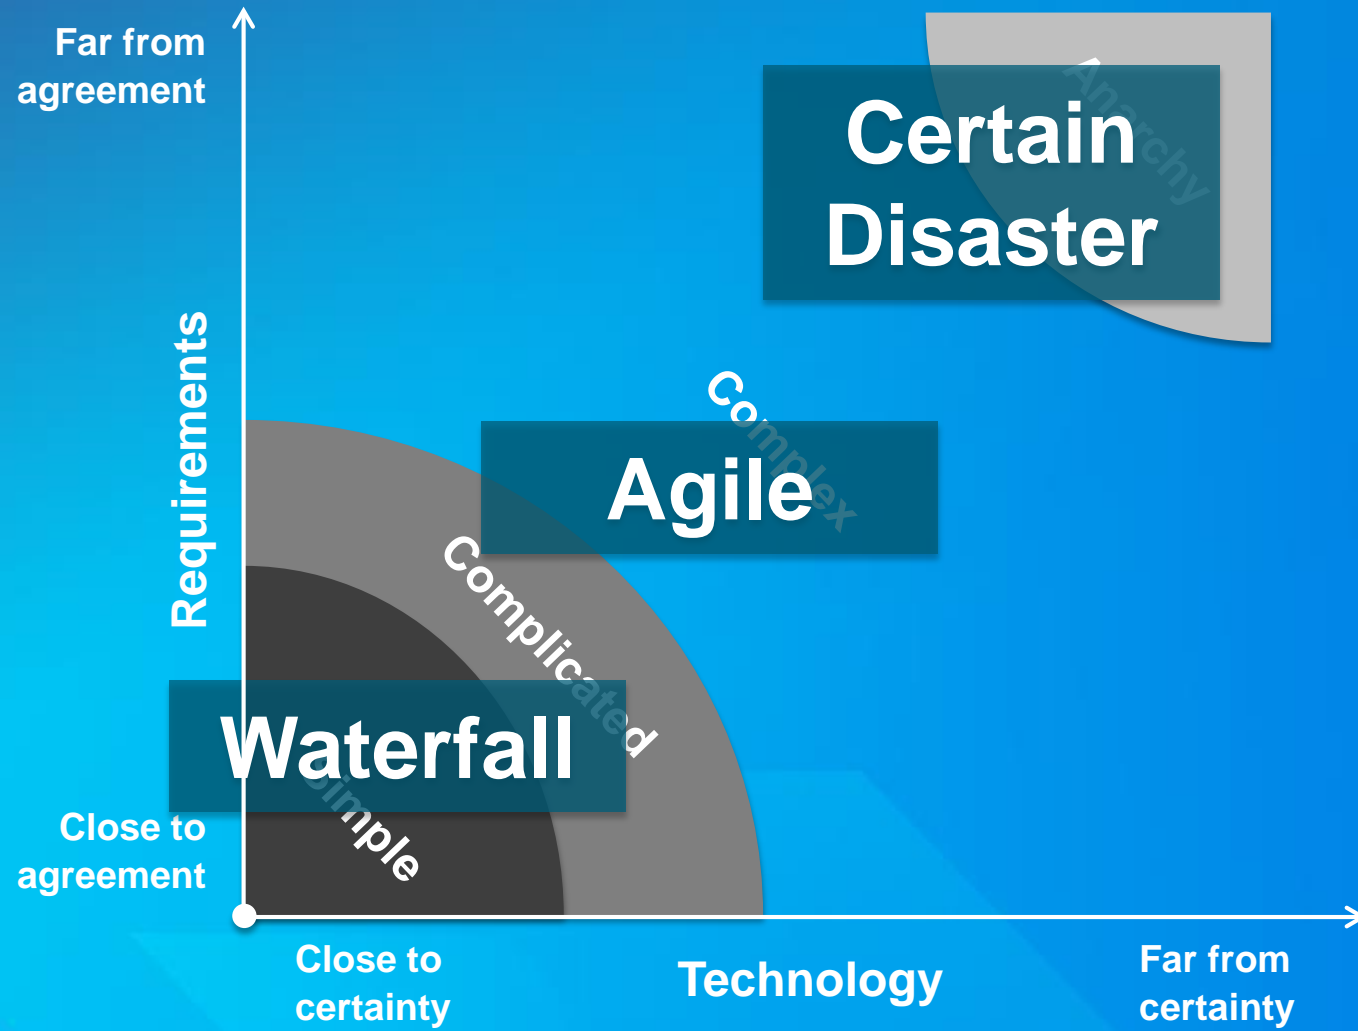 Far from
agreement
Anarchy
Certain
Disaster
Requirements
Complex
Agile
Complicated
Waterfall
Simple
Close to
agreement
Close to
certainty
Technology
Far from
certainty